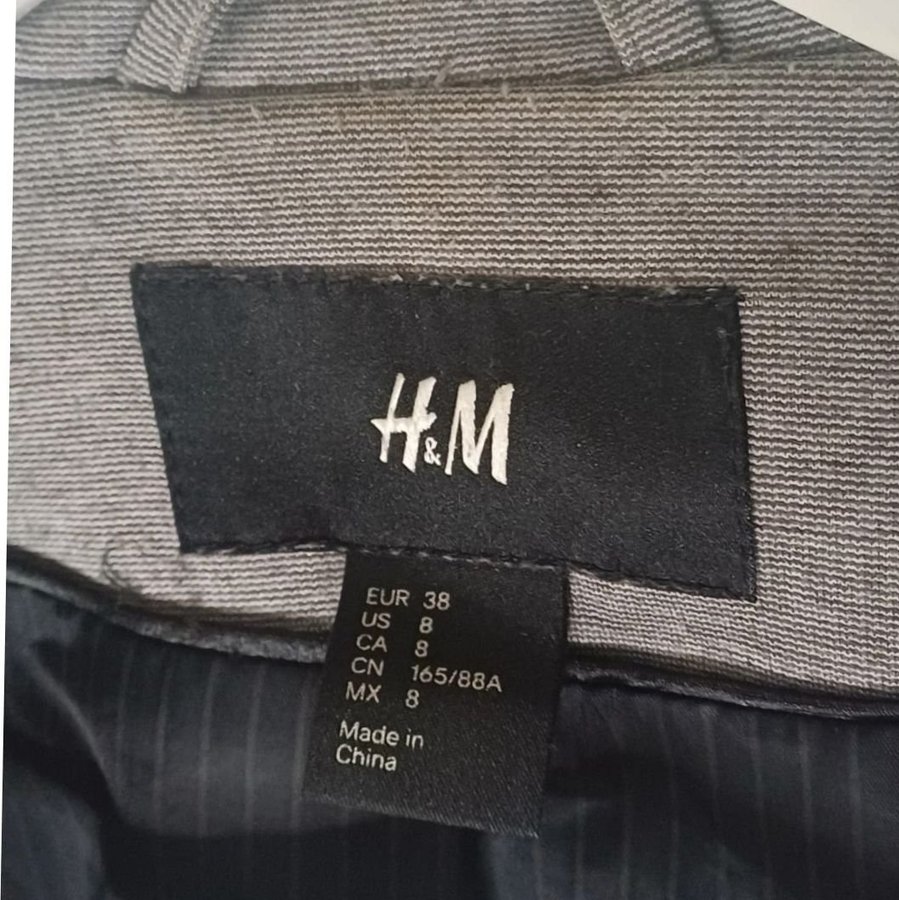 H&M
EUR 38
US 8
CA 8
CN 165/88A
MX 8
Made in
China